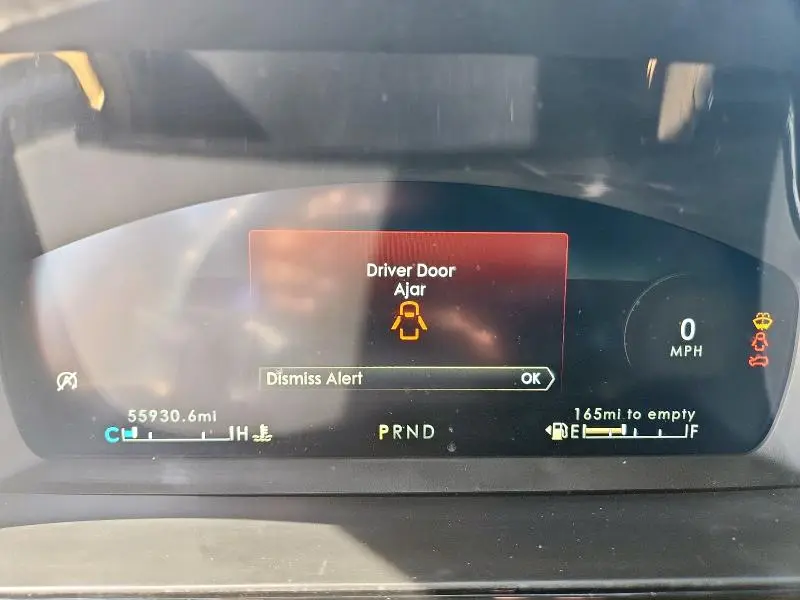 Driver Door
Ajar
Dismiss Alert OK
0
MPH
55930.6mi
165mi to empty
C H
PRND
E F